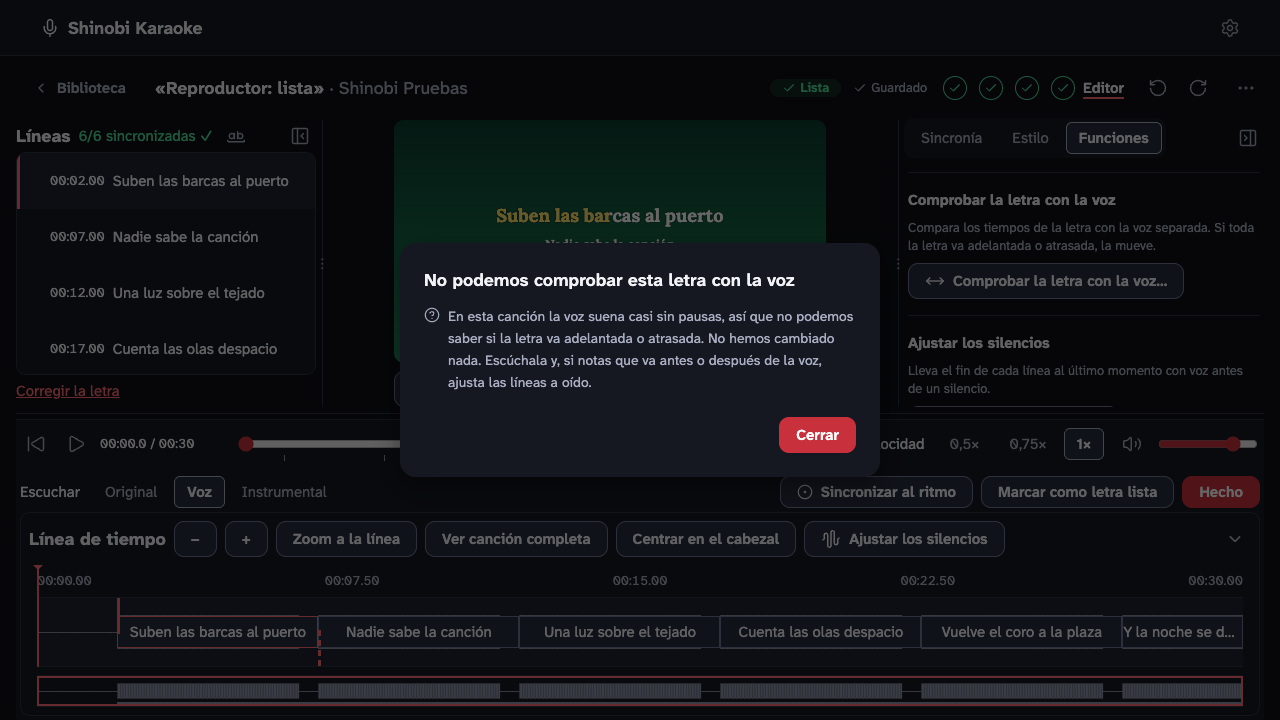 Shinobi Karaoke
Biblioteca
«Reproductor: lista» · Shinobi Pruebas
Lista
Guardado
Editor
Líneas 6/6 sincronizadas
ab
00:02.00 Suben las barcas al puerto
00:07.00 Nadie sabe la canción
00:12.00 Una luz sobre el tejado
00:17.00 Cuenta las olas despacio
Corregir la letra
Suben las barcas al puerto
Nadie sabe la canción
Sincronía
Estilo
Funciones
Comprobar la letra con la voz
Compara los tiempos de la letra con la voz separada. Si toda
la letra va adelantada o atrasada, la mueve.
Comprobar la letra con la voz...
Ajustar los silencios
Lleva el fin de cada línea al último momento con voz antes
de un silencio.
No podemos comprobar esta letra con la voz
En esta canción la voz suena casi sin pausas, así que no podemos
saber si la letra va adelantada o atrasada. No hemos cambiado
nada. Escúchala y, si notas que va antes o después de la voz,
ajusta las líneas a oído.
Cerrar
00:00.0 / 00:30
ocidad
0,5×
0,75×
1×
Escuchar
Original
Voz
Instrumental
Sincronizar al ritmo
Marcar como letra lista
Hecho
Línea de tiempo
−
+
Zoom a la línea
Ver canción completa
Centrar en el cabezal
Ajustar los silencios
00:00.00 00:07.50 00:15.00 00:22.50 00:30.00
Suben las barcas al puerto
Nadie sabe la canción
Una luz sobre el tejado
Cuenta las olas despacio
Vuelve el coro a la plaza
Y la noche se d...